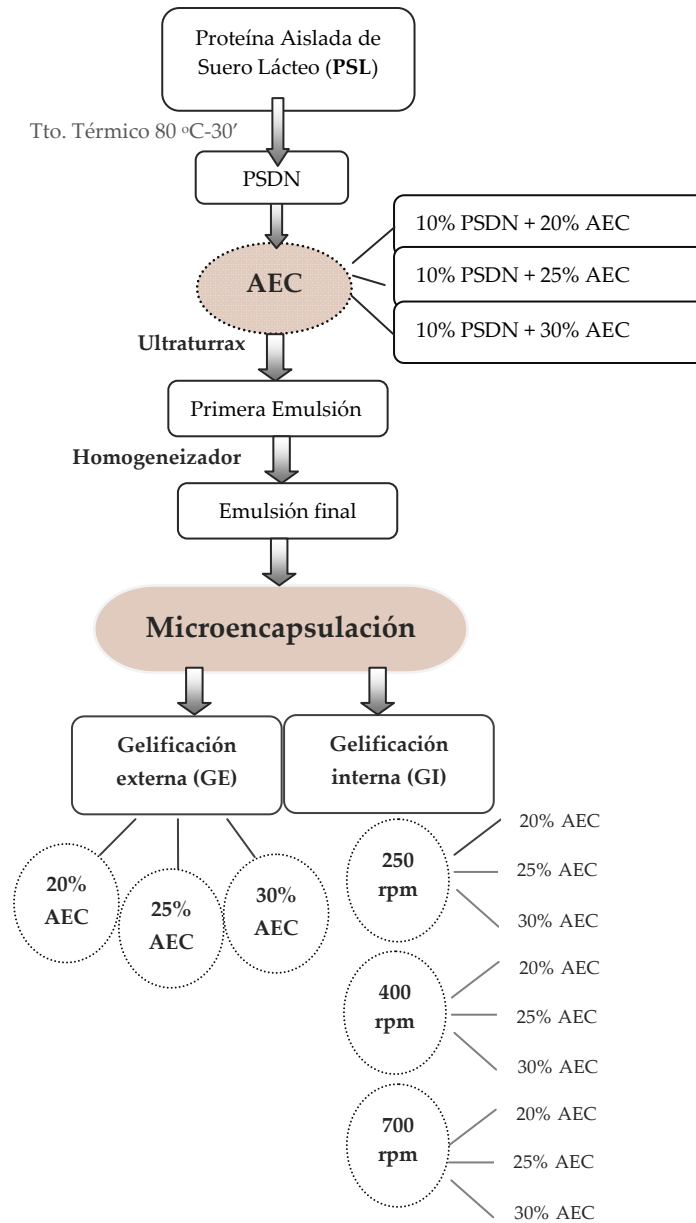 Proteína Aislada de
Suero Lácteo (PSL)
Tto. Térmico 80 ºC-30’
PSDN
AEC
10% PSDN + 20% AEC
10% PSDN + 25% AEC
10% PSDN + 30% AEC
Ultraturrax
Primera Emulsión
Homogeneizador
Emulsión final
Microencapsulación
Gelificación
externa (GE)
Gelificación
interna (GI)
20%
AEC
25%
AEC
30%
AEC
250
rpm
20% AEC
25% AEC
30% AEC
400
rpm
20% AEC
25% AEC
30% AEC
700
rpm
20% AEC
25% AEC
30% AEC